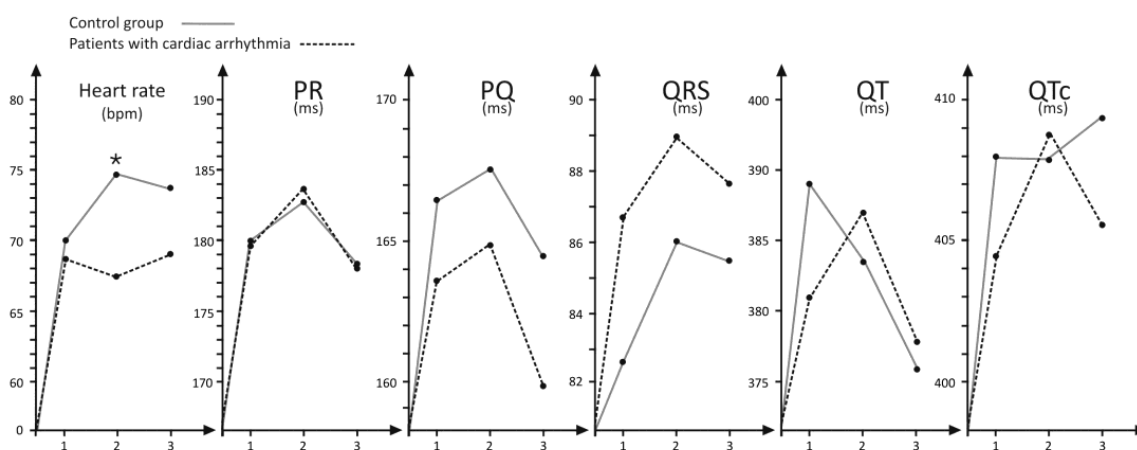 Control group
Patients with cardiac arrhythmia
Heart rate
(bpm)
80
75
*
70
65
60
0
1 2 3
PR
(ms)
190
185
180
175
170
1 2 3
PQ
(ms)
170
165
160
1 2 3
QRS
(ms)
90
88
86
84
82
1 2 3
QT
(ms)
400
390
385
380
375
1 2 3
QTc
(ms)
410
405
400
1 2 3